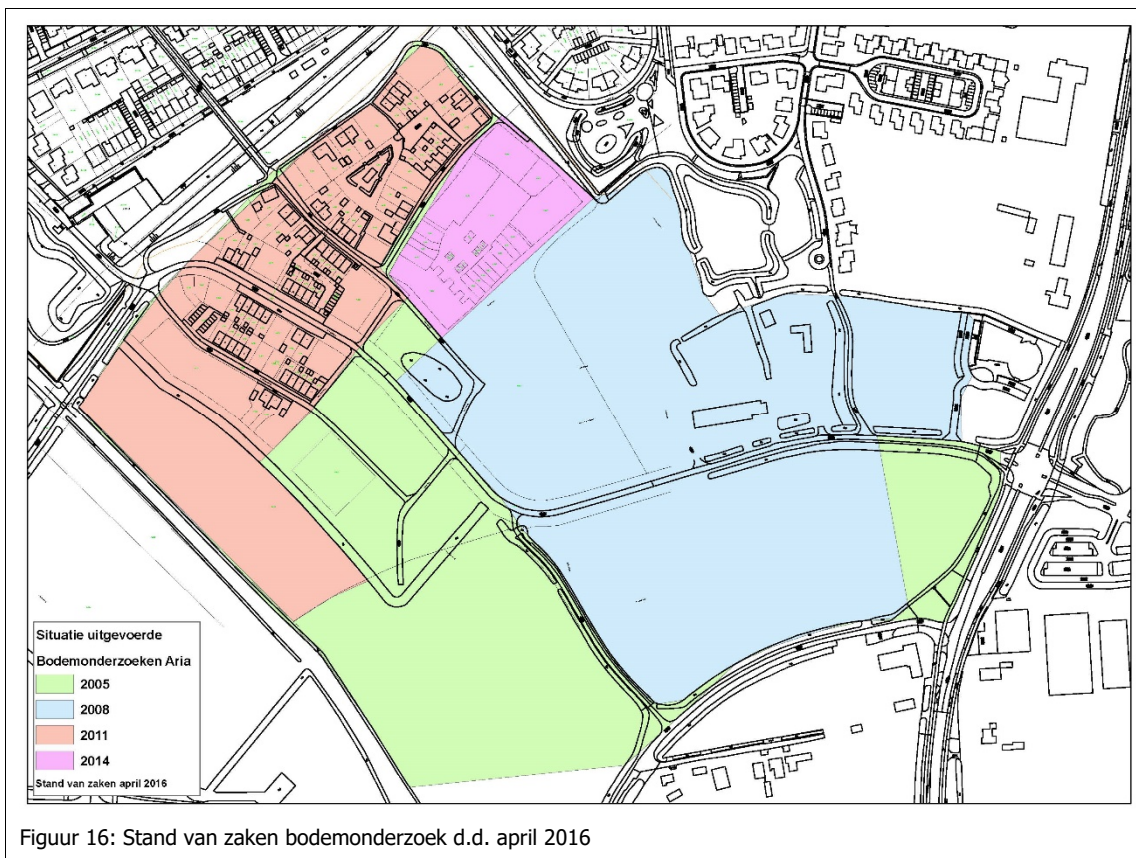 Situatie uitgevoerde
Bodemonderzoeken Aria
2005
2008
2011
2014
Stand van zaken april 2016
Figuur 16: Stand van zaken bodemonderzoek d.d. april 2016